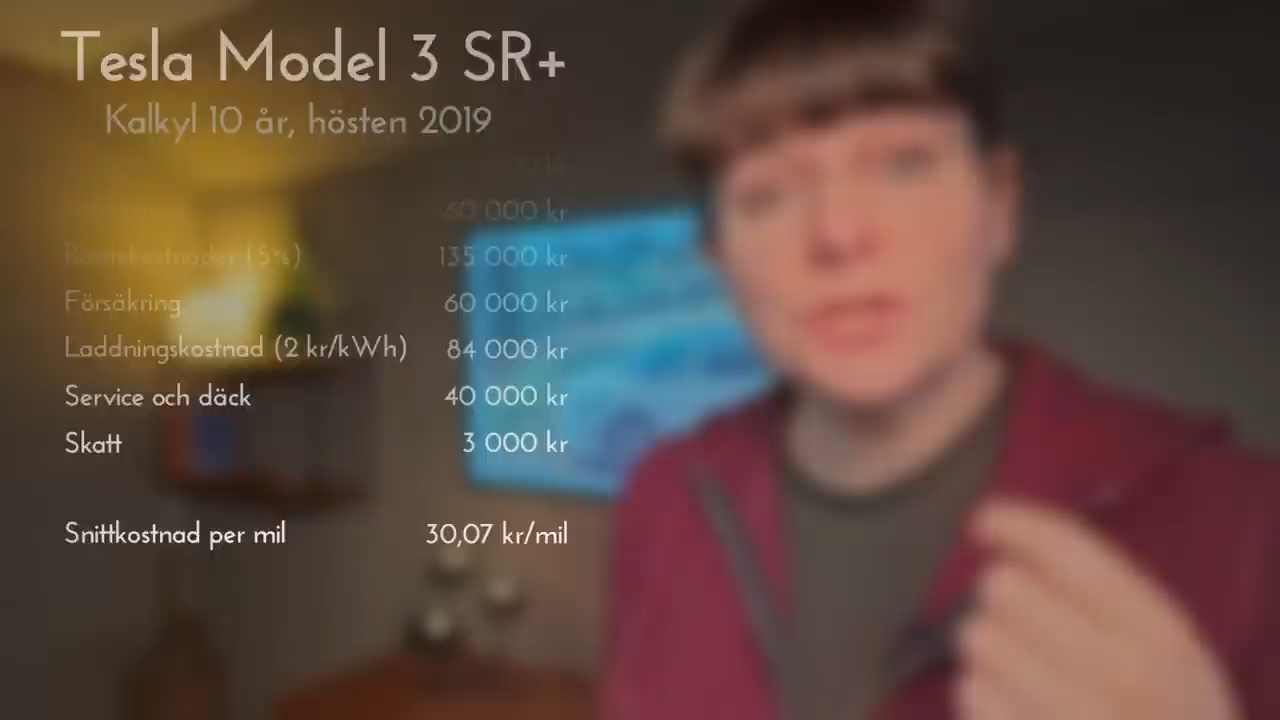 Tesla Model 3 SR+
Kalkyl 10 år, hösten 2019
60 000 kr
Räntekostnader (5%) 135 000 kr
Försäkring 60 000 kr
Laddningskostnad (2 kr/kWh) 84 000 kr
Service och däck 40 000 kr
Skatt 3 000 kr
Snittkostnad per mil 30,07 kr/mil